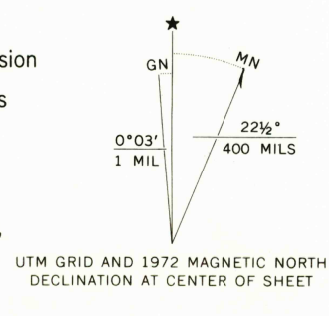 sion
s
GN
MN
0°03'
1 MIL
22½°
400 MILS
UTM GRID AND 1972 MAGNETIC NORTH
DECLINATION AT CENTER OF SHEET